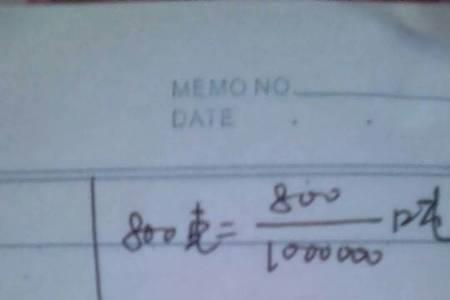 MEMO NO.
DATE . .
800克= 800/1000000 吨